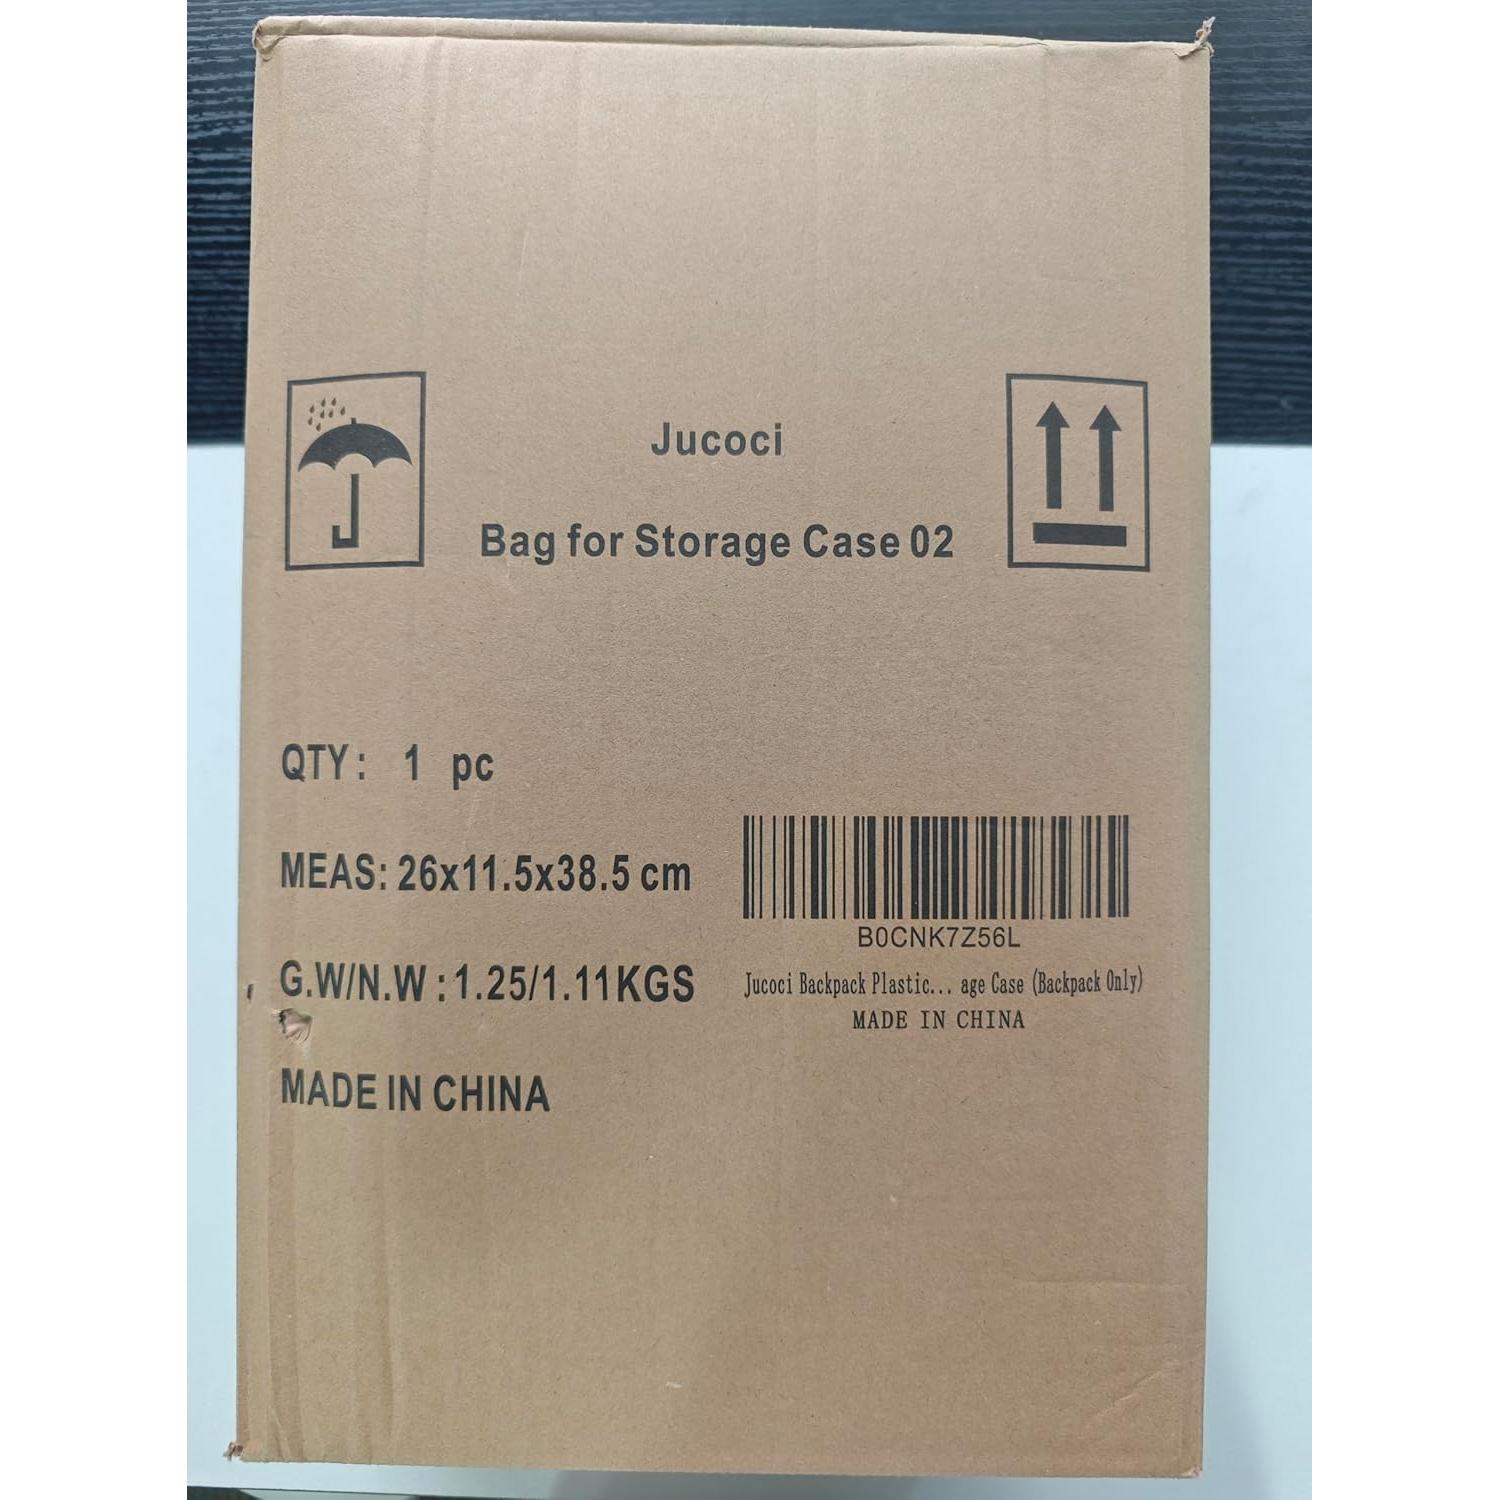 Jucoci
Bag for Storage Case 02
QTY: 1 pc
MEAS: 26x11.5x38.5 cm
G.W/N.W:1.25/1.11KGS
MADE IN CHINA
B0CNK7Z56L
Jucoci Backpack Plastic... age Case (Backpack Only)
MADE IN CHINA